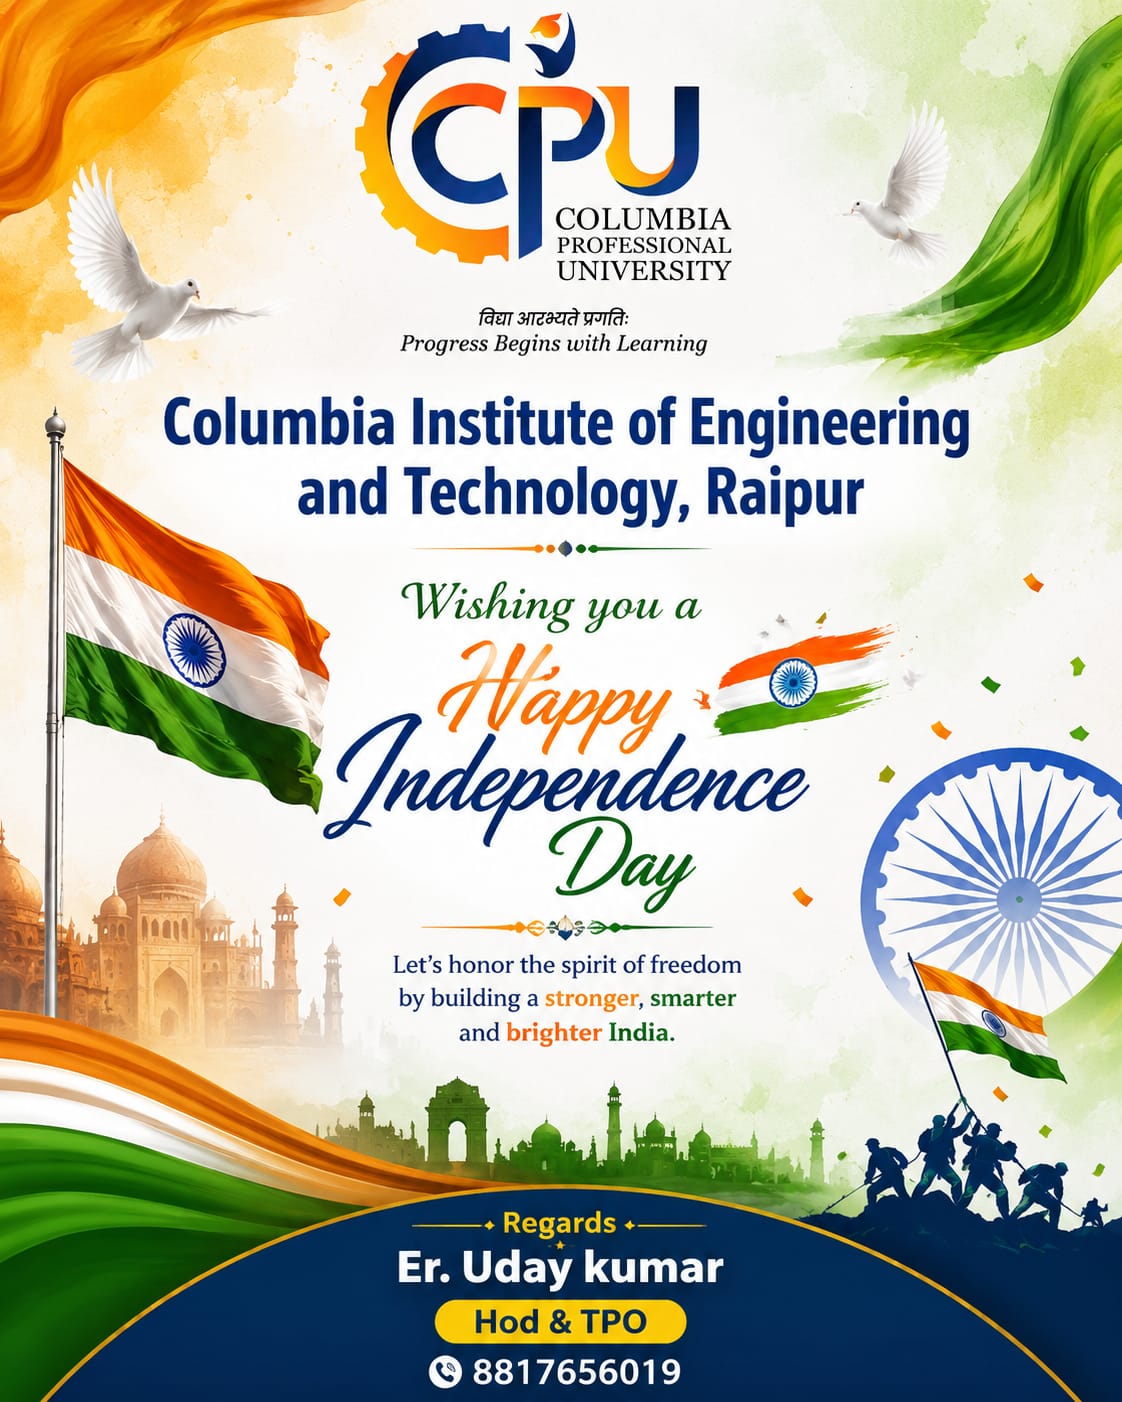 CPU
COLUMBIA
PROFESSIONAL
UNIVERSITY
विद्या आरभ्यते प्रगतिः
Progress Begins with Learning
Columbia Institute of Engineering
and Technology, Raipur
Wishing you a
Happy
Independence
Day
Let's honor the spirit of freedom
by building a stronger, smarter
and brighter India.
Regards
Er. Uday kumar
Hod & TPO
8817656019